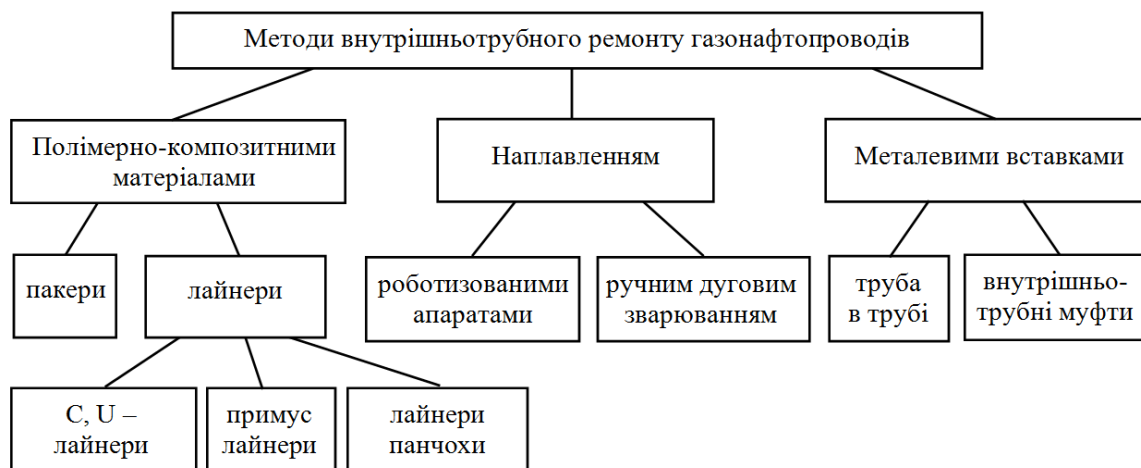 Методи внутрішньотрубного ремонту газонафтопроводів
Полімерно-композитними
матеріалами
Наплавленням
Металевими вставками
пакери
лайнери
роботизованими
апаратами
ручним дуговим
зварюванням
труба
в трубі
внутрішньо-
трубні муфти
C, U –
лайнери
примус
лайнери
лайнери
панчохи